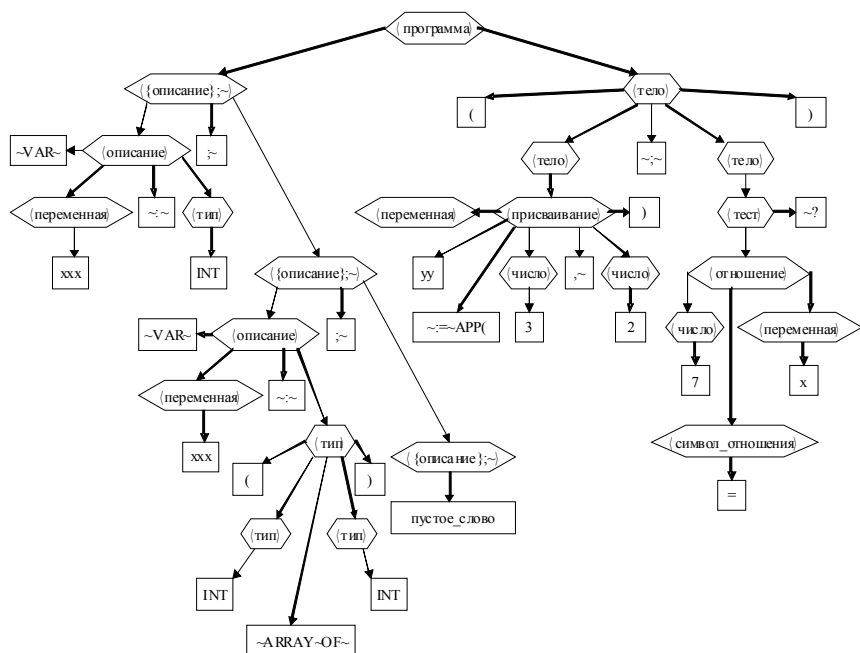 ⟨программа⟩
⟨{описание};~⟩ ⟨тело⟩
( )
~VAR~ ⟨описание⟩ ;~ ⟨тело⟩ ~;~ ⟨тело⟩
⟨переменная⟩ ~:~ ⟨тип⟩ ⟨переменная⟩ ⟨присваивание⟩ ) ⟨тест⟩ ~?
xxx INT ⟨{описание};~⟩ yy ⟨число⟩ ,~ ⟨число⟩ ⟨отношение⟩
~VAR~ ⟨описание⟩ ;~ ~:=~APP( 3 2 ⟨число⟩ ⟨переменная⟩
⟨переменная⟩ ~:~ 7 x
xxx ⟨тип⟩ ⟨{описание};~⟩ ⟨символ_отношения⟩
( ) =
⟨тип⟩ ⟨тип⟩ пустое_слово
INT INT
~ARRAY~OF~